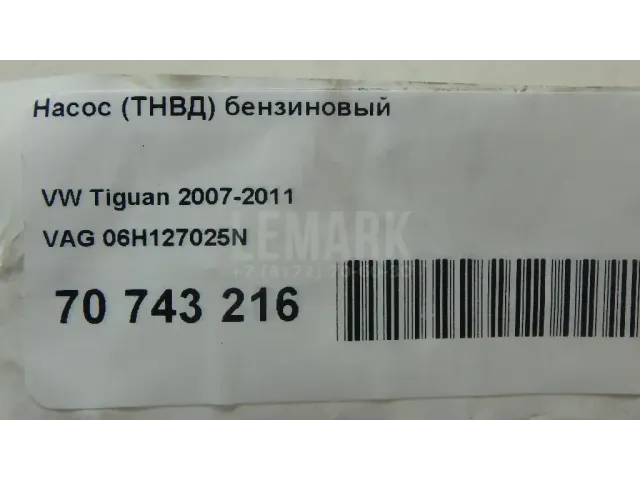 Насос (ТНВД) бензиновый
VW Tiguan 2007-2011
LEMARK
VAG 06H127025N
70 743 216